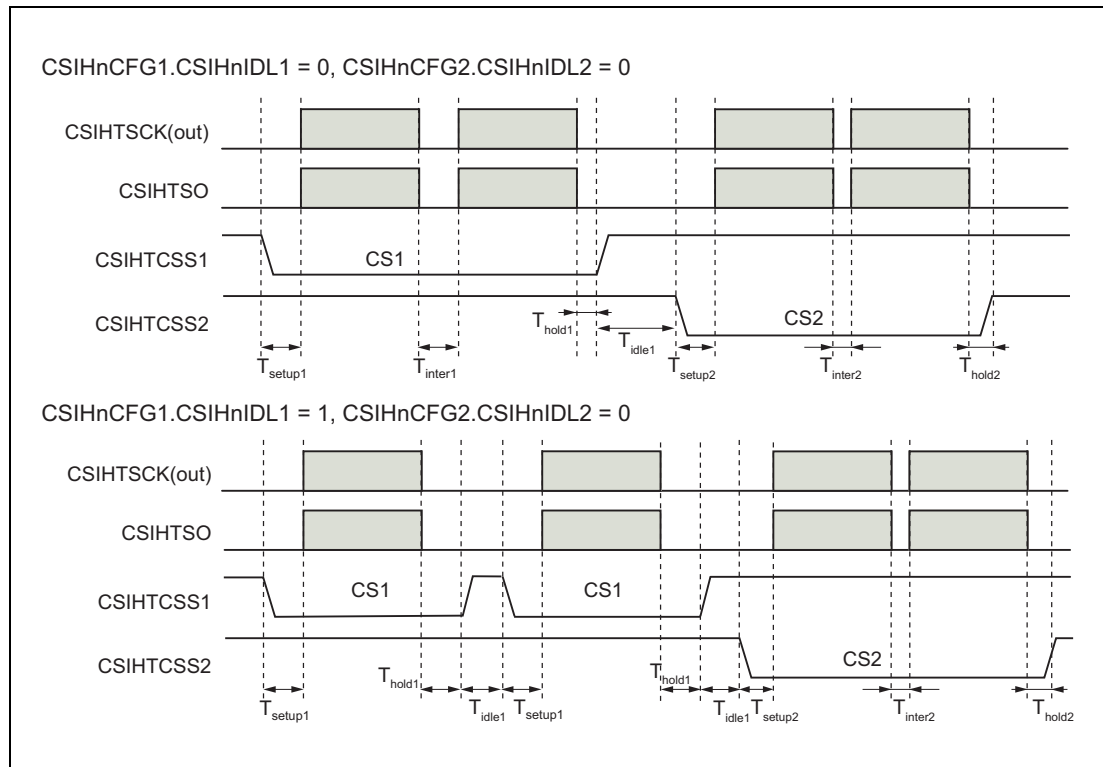 CSIHnCFG1.CSIHnIDL1 = 0, CSIHnCFG2.CSIHnIDL2 = 0
CSIHTSCK(out)
CSIHTSO
CSIHTCSS1
CS1
CSIHTCSS2
CS2
Thold1
Tidle1
Tsetup1
Tinter1
Tsetup2
Tinter2
Thold2
CSIHnCFG1.CSIHnIDL1 = 1, CSIHnCFG2.CSIHnIDL2 = 0
CSIHTSCK(out)
CSIHTSO
CSIHTCSS1
CS1
CS1
CSIHTCSS2
CS2
Thold1
Thold1
Tsetup1
Tidle1
Tsetup1
Tidle1
Tsetup2
Tinter2
Thold2